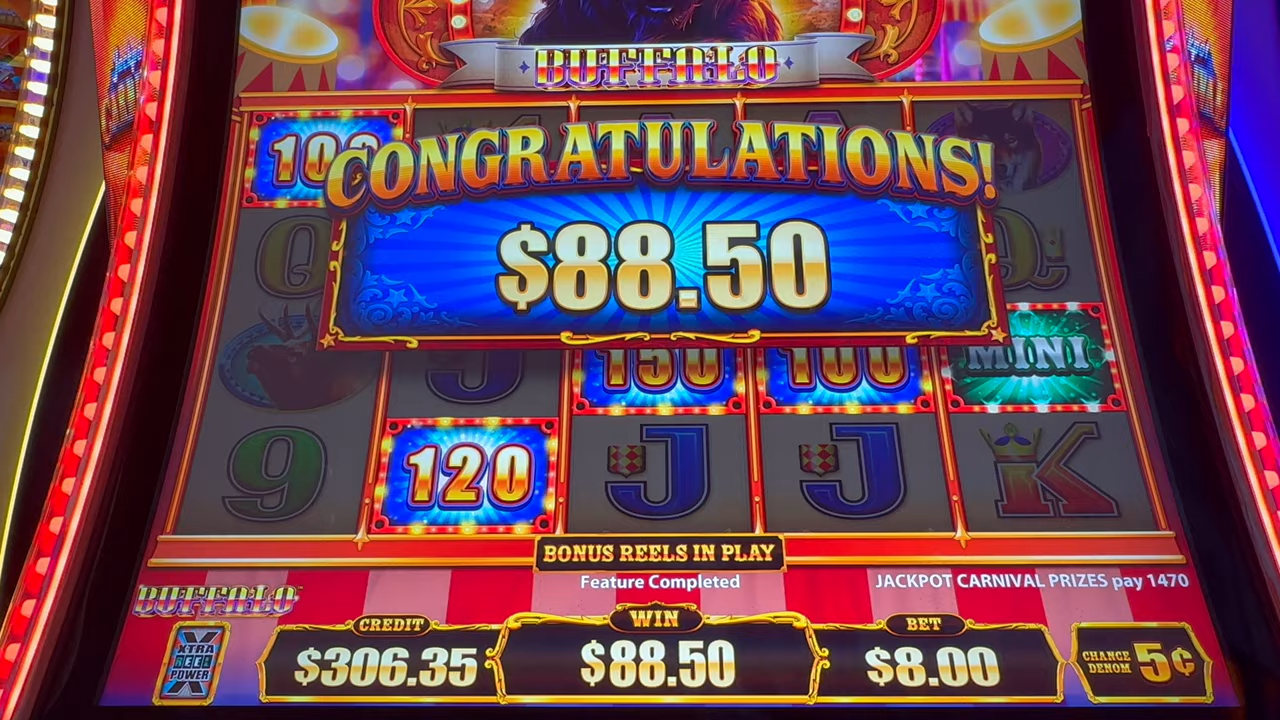 BUFFALO
CONGRATULATIONS!
$88.50
Q
150
100
MINI
J
9
120
J
J
K
BONUS REELS IN PLAY
Feature Completed
JACKPOT CARNIVAL PRIZES pay 1470
BUFFALO
XTRA
REEL
POWER
CREDIT
$306.35
WIN
$88.50
BET
$8.00
CHANGE
DENOM
5¢